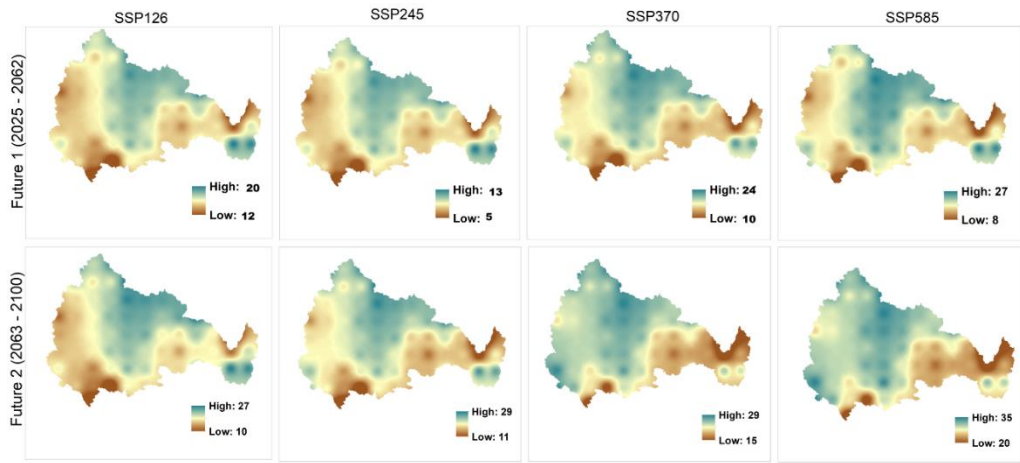 SSP126
SSP245
SSP370
SSP585
Future 1 (2025 - 2062)
High: 20
Low: 12
High: 13
Low: 5
High: 24
Low: 10
High: 27
Low: 8
Future 2 (2063 - 2100)
High: 27
Low: 10
High: 29
Low: 11
High: 29
Low: 15
High: 35
Low: 20